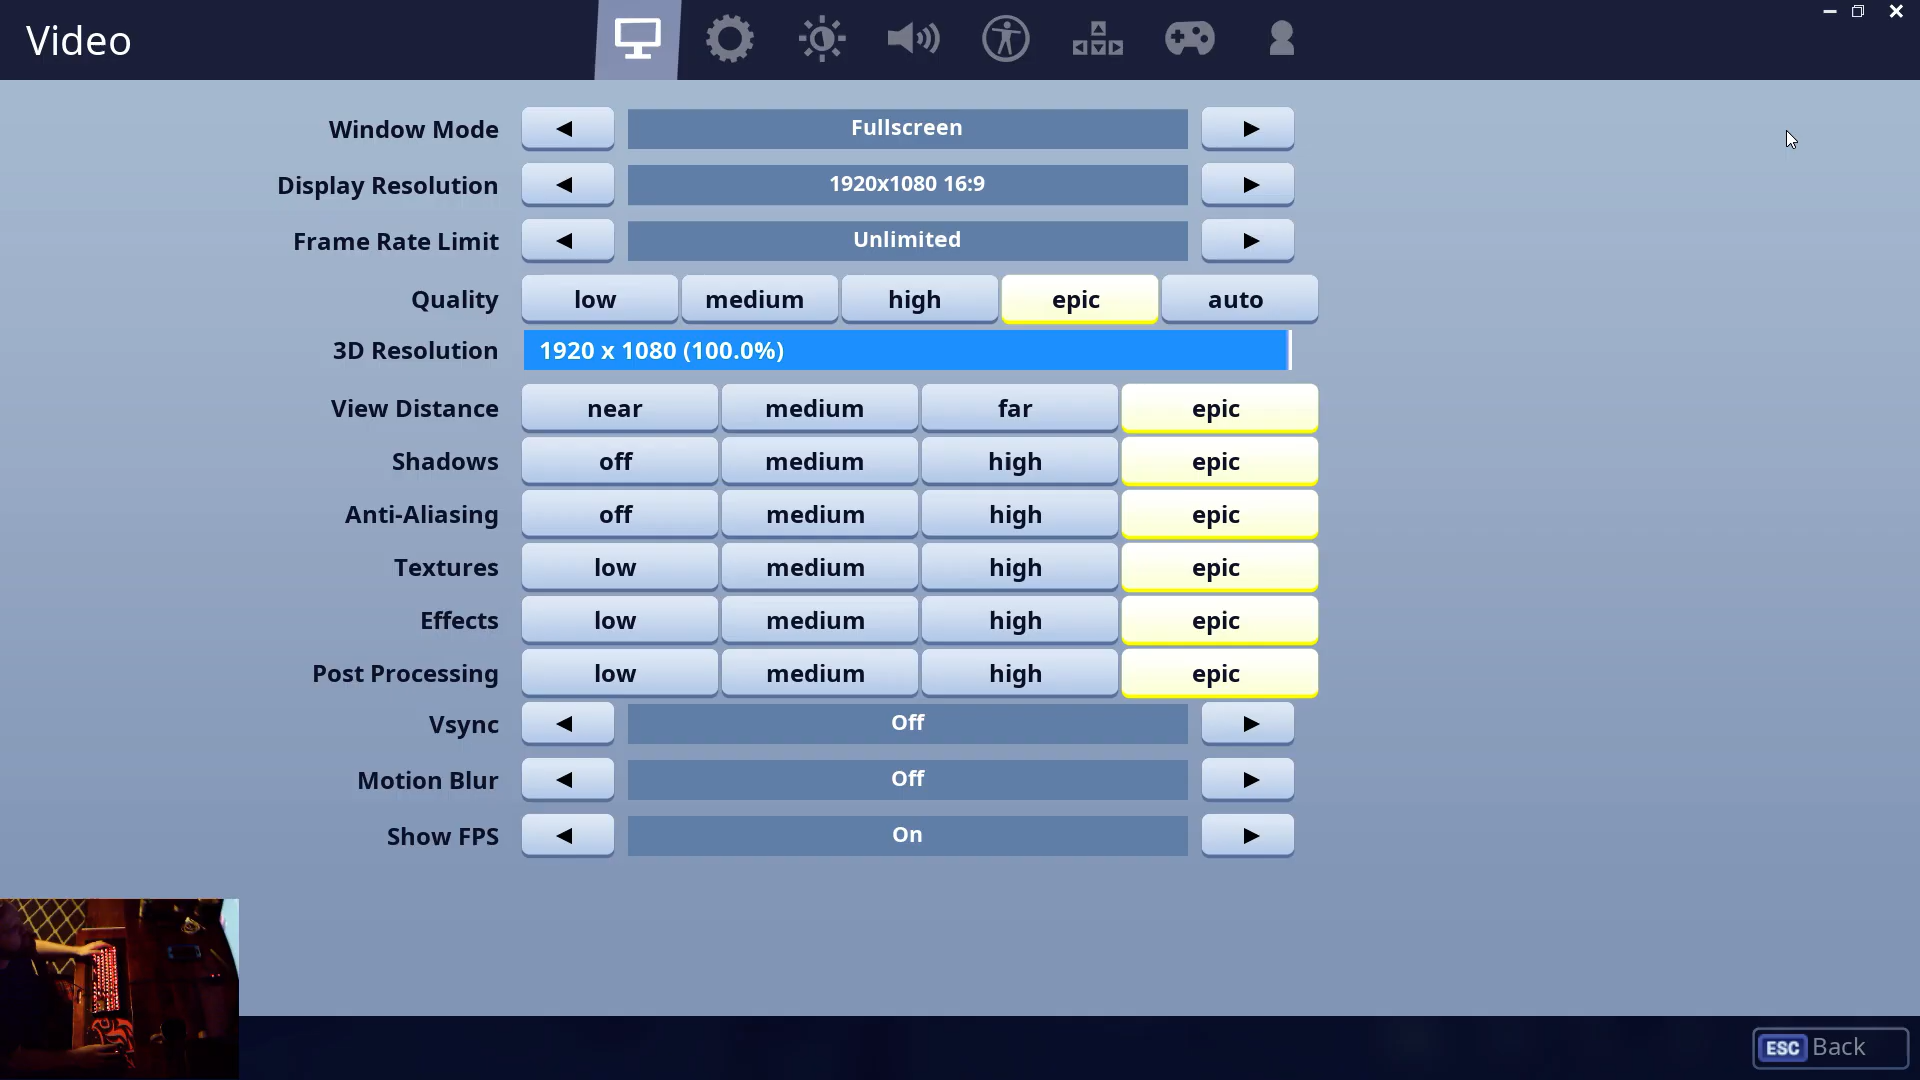 Video
Window Mode ◀ Fullscreen ▶
Display Resolution ◀ 1920x1080 16:9 ▶
Frame Rate Limit ◀ Unlimited ▶
Quality low medium high epic auto
3D Resolution 1920 x 1080 (100.0%)
View Distance near medium far epic
Shadows off medium high epic
Anti-Aliasing off medium high epic
Textures low medium high epic
Effects low medium high epic
Post Processing low medium high epic
Vsync ◀ Off ▶
Motion Blur ◀ Off ▶
Show FPS ◀ On ▶
ESC Back